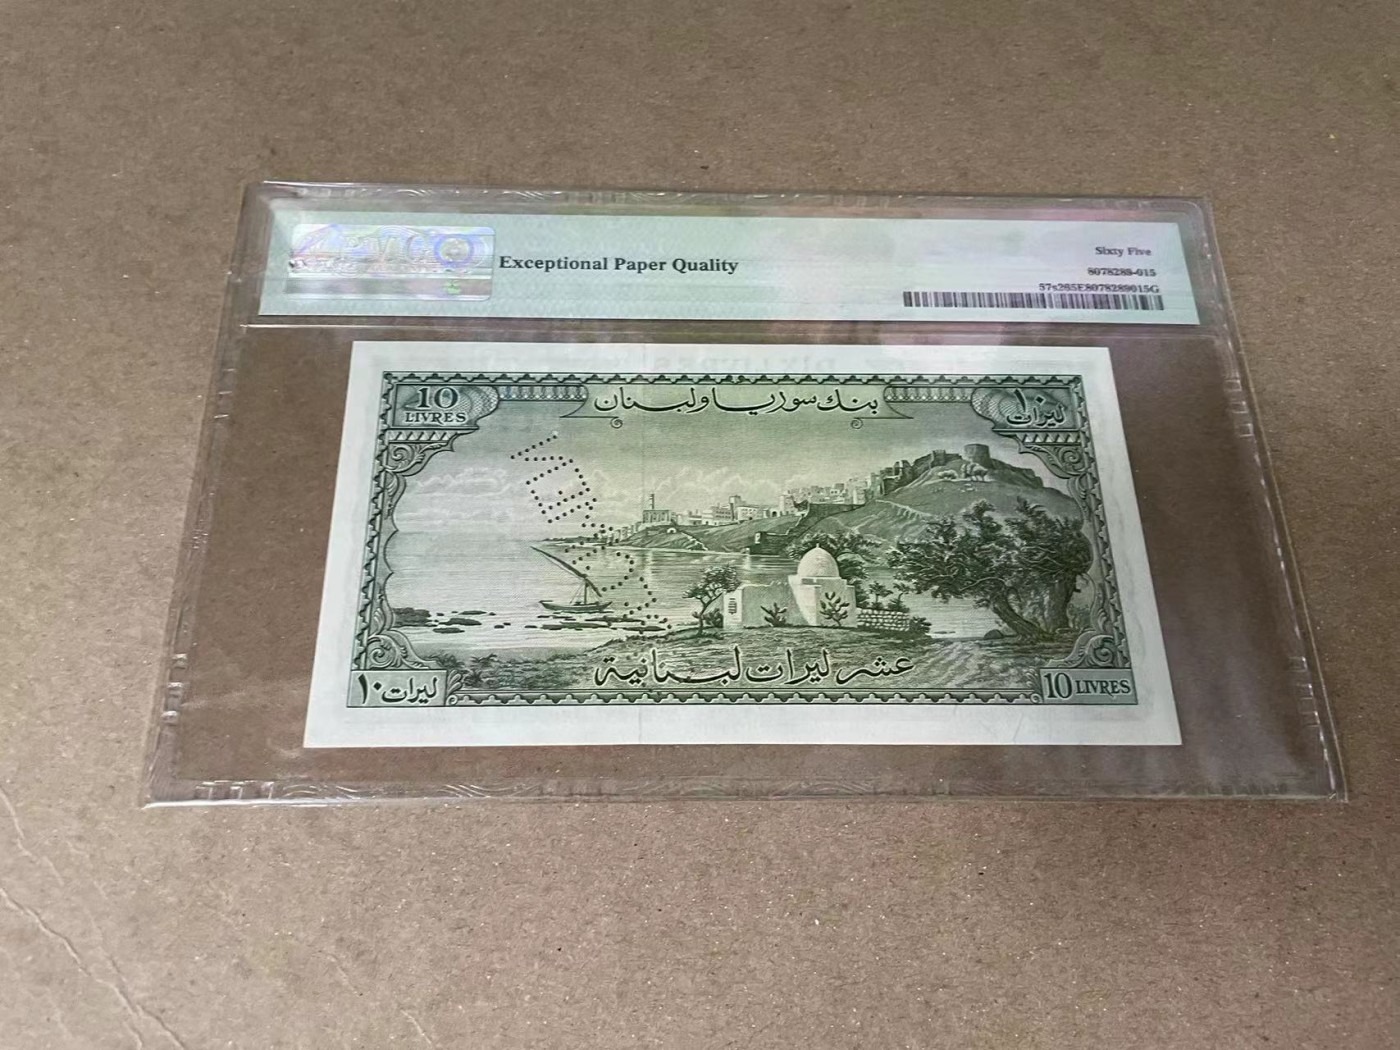 PMG
Exceptional Paper Quality
Sixty Five
8078289-015
57s265E8078289015G
10
LIVRES
بنك سوريا ولبنان
١٠
ليرات
عشر ليرات لبنانية
١٠ ليرات
10 LIVRES